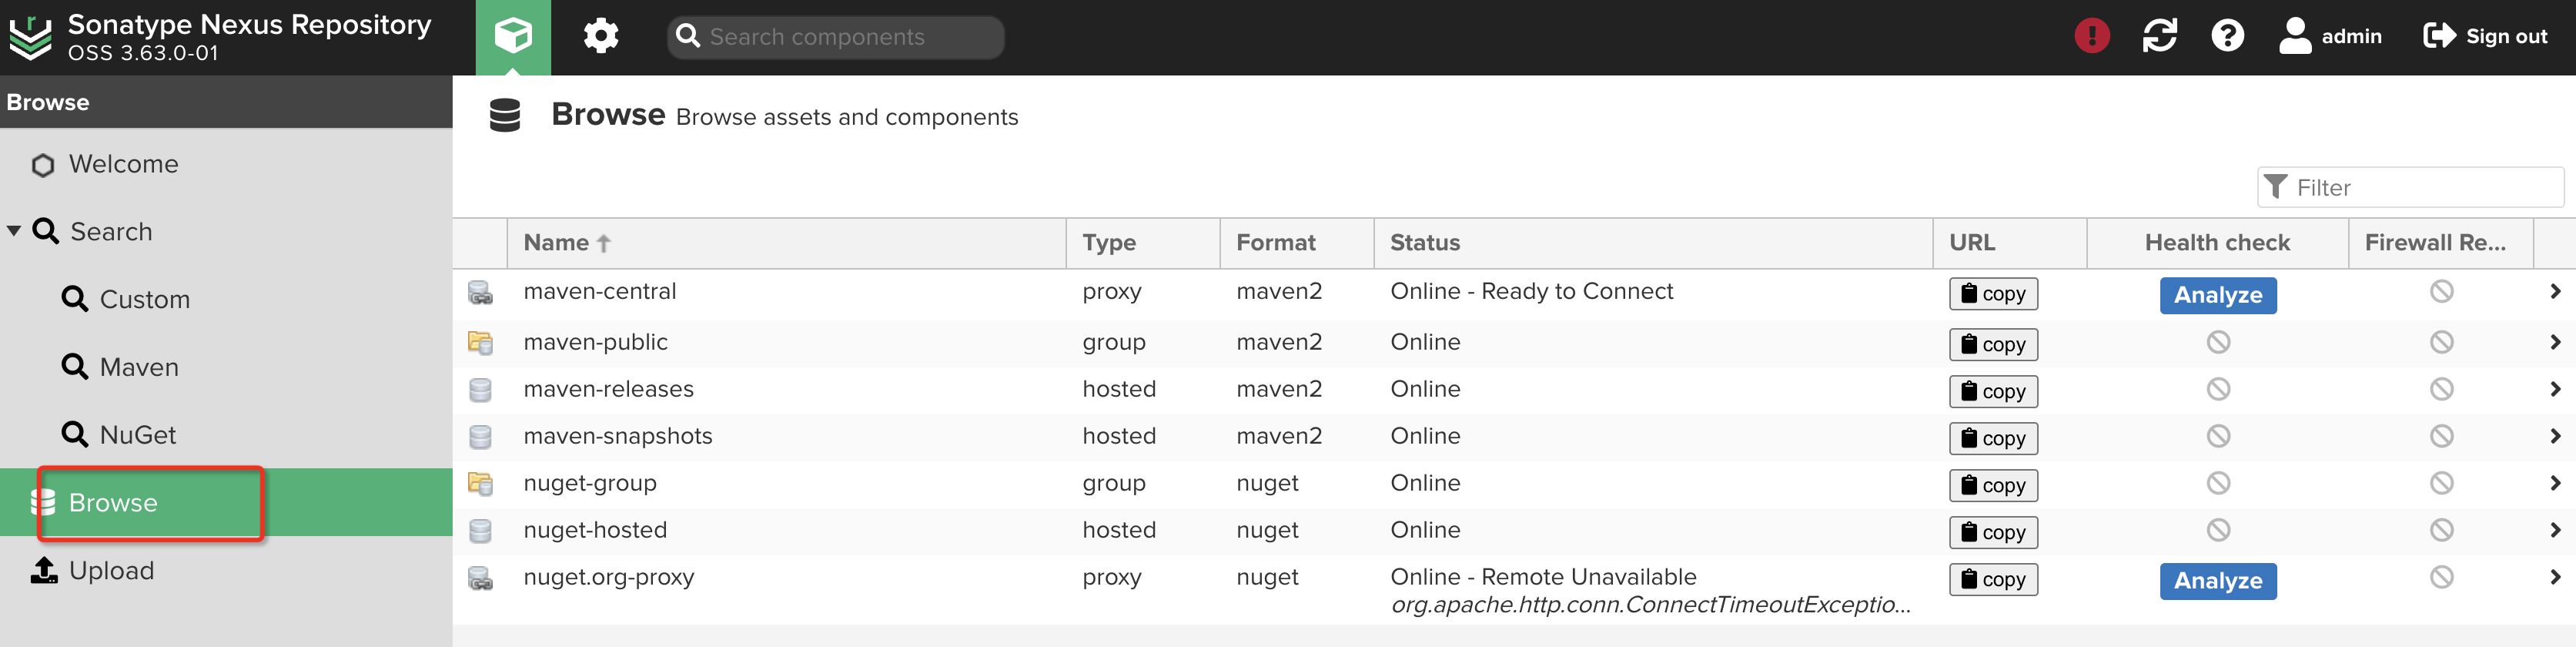 Sonatype Nexus Repository
OSS 3.63.0-01
Search components
admin
Sign out
Browse
Welcome
Search
Custom
Maven
NuGet
Browse
Upload
Browse Browse assets and components
Filter
Name Type Format Status URL Health check Firewall Re...
maven-central proxy maven2 Online - Ready to Connect copy Analyze
maven-public group maven2 Online copy
maven-releases hosted maven2 Online copy
maven-snapshots hosted maven2 Online copy
nuget-group group nuget Online copy
nuget-hosted hosted nuget Online copy
nuget.org-proxy proxy nuget Online - Remote Unavailable copy Analyze
org.apache.http.conn.ConnectTimeoutExceptio...